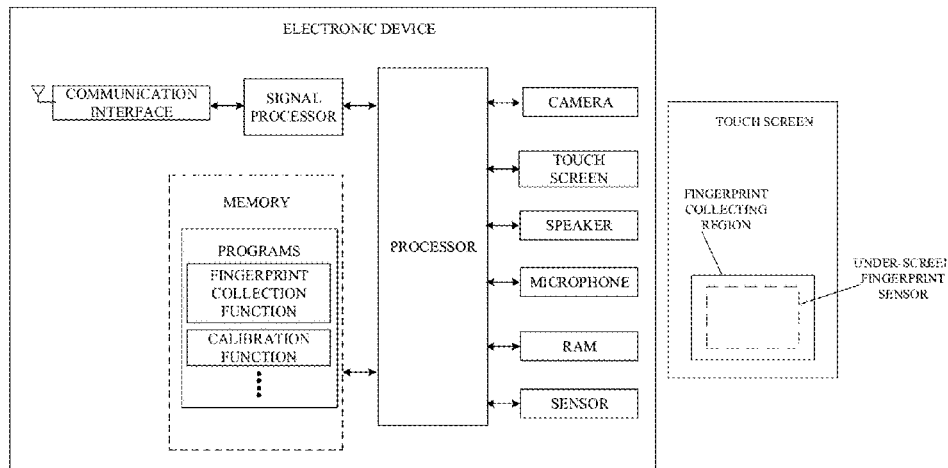 ELECTRONIC DEVICE
COMMUNICATION
INTERFACE
SIGNAL
PROCESSOR
MEMORY
PROGRAMS
FINGERPRINT
COLLECTION
FUNCTION
CALIBRATION
FUNCTION
PROCESSOR
CAMERA
TOUCH
SCREEN
SPEAKER
MICROPHONE
RAM
SENSOR
TOUCH SCREEN
FINGERPRINT
COLLECTING
REGION
UNDER-SCREEN
FINGERPRINT
SENSOR